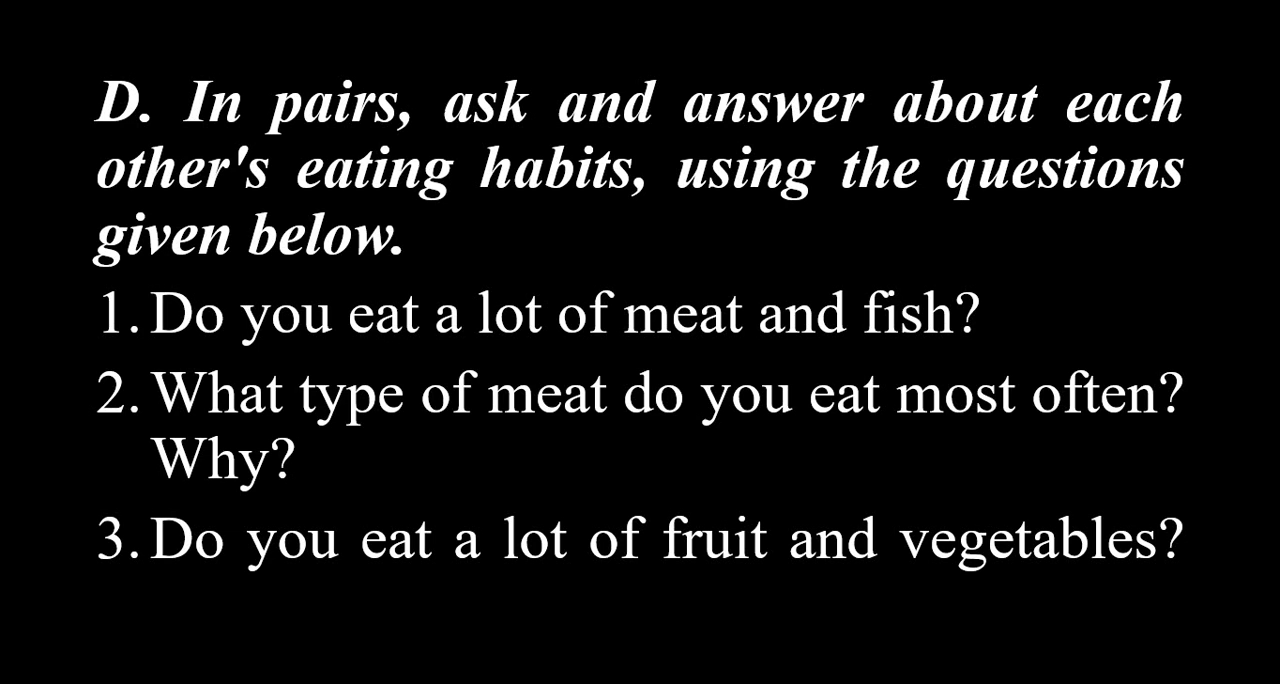 D. In pairs, ask and answer about each
other's eating habits, using the questions
given below.
1. Do you eat a lot of meat and fish?
2. What type of meat do you eat most often?
Why?
3. Do you eat a lot of fruit and vegetables?